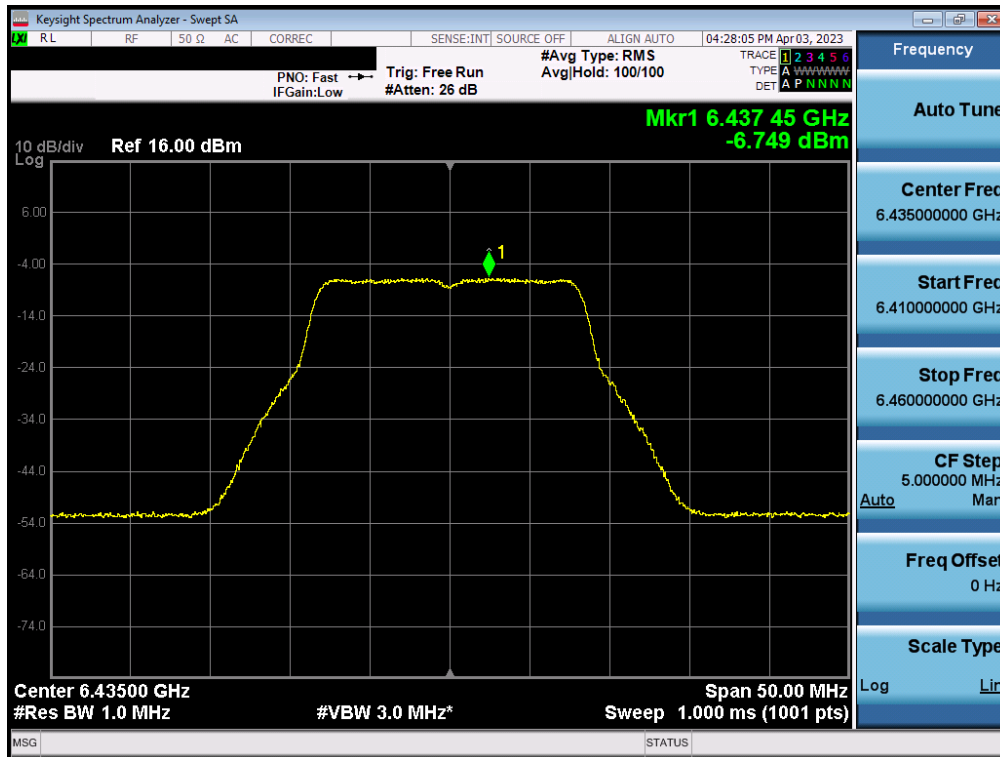 Keysight Spectrum Analyzer - Swept SA
LXI RL RF 50 Ω AC CORREC SENSE:INT SOURCE OFF ALIGN AUTO 04:28:05 PM Apr 03, 2023
PNO: Fast Trig: Free Run #Avg Type: RMS TRACE 1 2 3 4 5 6
IFGain:Low #Atten: 26 dB Avg|Hold: 100/100 TYPE A WWWWW
DET A P N N N N
Mkr1 6.437 45 GHz
-6.749 dBm
10 dB/div Ref 16.00 dBm
Log
1
6.00
-4.00
-14.0
-24.0
-34.0
-44.0
-54.0
-64.0
-74.0
Center 6.43500 GHz Span 50.00 MHz
#Res BW 1.0 MHz #VBW 3.0 MHz* Sweep 1.000 ms (1001 pts)
MSG STATUS
Frequency
Auto Tune
Center Freq
6.435000000 GHz
Start Freq
6.410000000 GHz
Stop Freq
6.460000000 GHz
CF Step
5.000000 MHz
Auto Man
Freq Offset
0 Hz
Scale Type
Log Lin